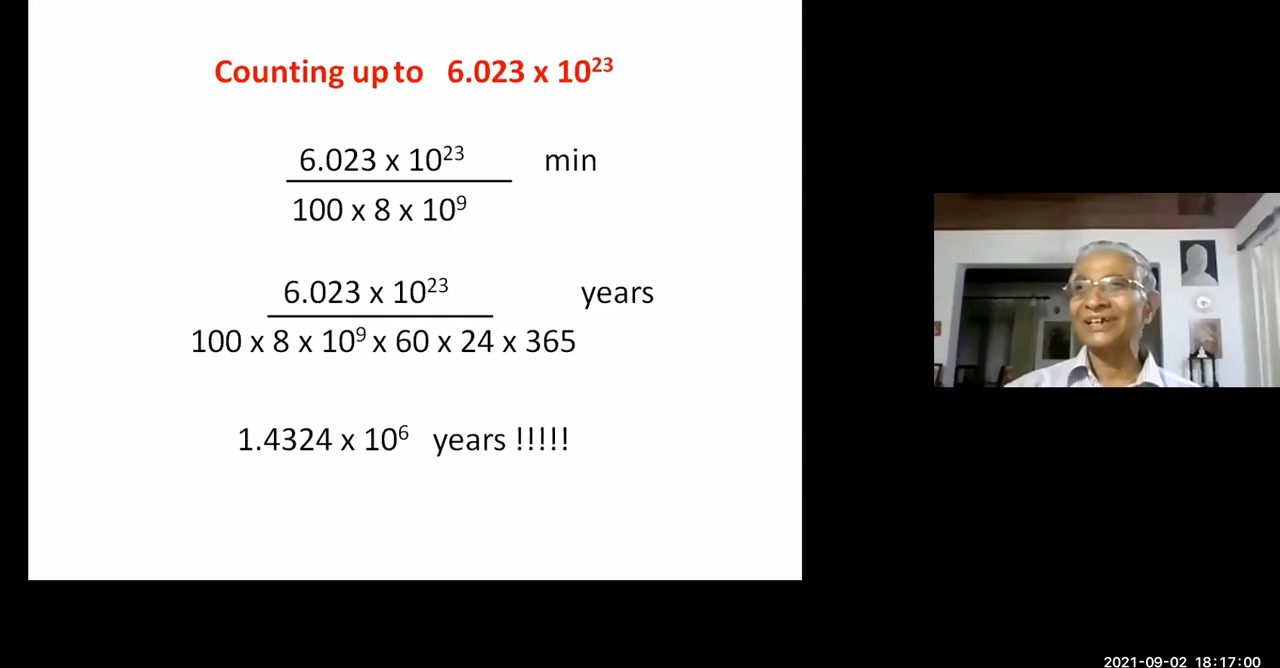 Counting up to 6.023 x 10²³
6.023 x 10²³ min
100 x 8 x 10⁹
6.023 x 10²³ years
100 x 8 x 10⁹ x 60 x 24 x 365
1.4324 x 10⁶ years !!!!!
2021-09-02 18:17:00